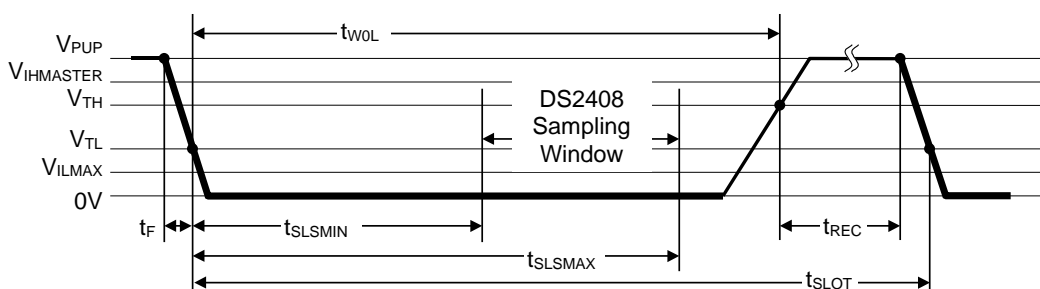 tW0L
VPUP
VIHMASTER
VTH
VTL
VILMAX
0V
DS2408
Sampling
Window
tF
tSLSMIN
tREC
tSLSMAX
tSLOT